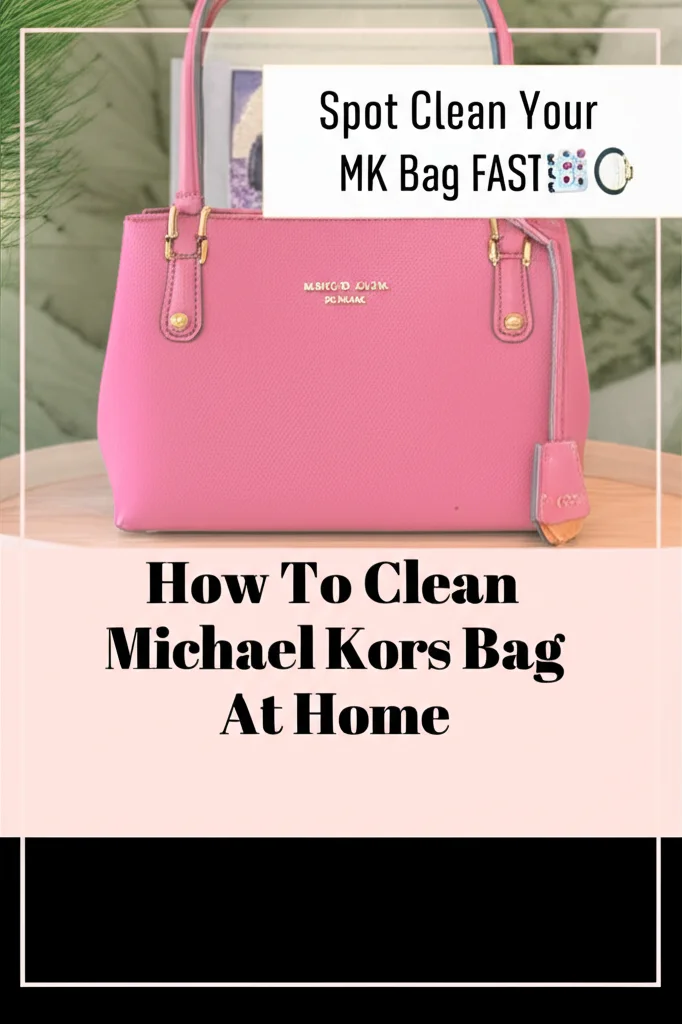 Spot Clean Your
MK Bag FAST
How To Clean
Michael Kors Bag
At Home